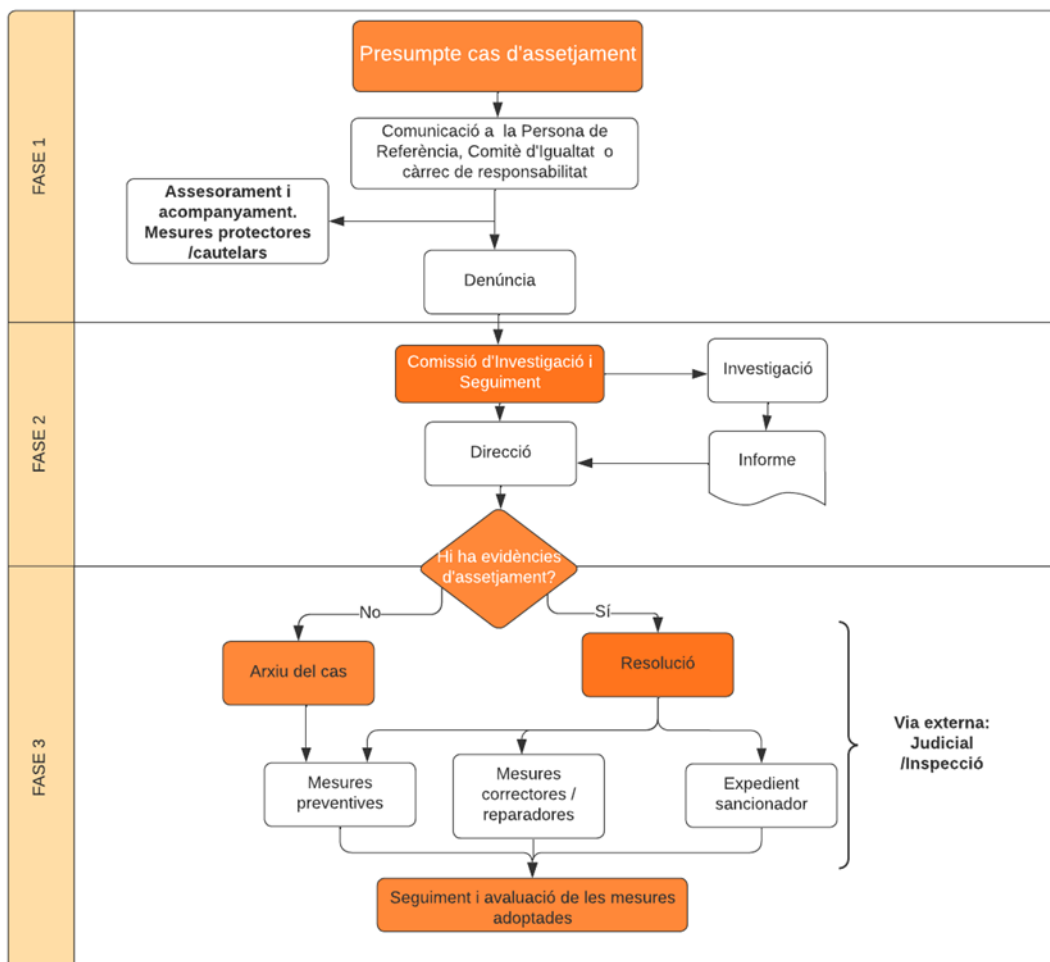 FASE 1
Presumpte cas d'assetjament
Comunicació a la Persona de
Referència, Comitè d'Igualtat o
càrrec de responsabilitat
Assesorament i
acompanyament.
Mesures protectores
/cautelars
Denúncia
FASE 2
Comissió d'Investigació i
Seguiment
Investigació
Direcció
Informe
Hi ha evidències
d'assetjament?
FASE 3
No
Sí
Arxiu del cas
Resolució
Via externa:
Judicial
/Inspecció
Mesures
preventives
Mesures
correctores /
reparadores
Expedient
sancionador
Seguiment i avaluació de les mesures
adoptades